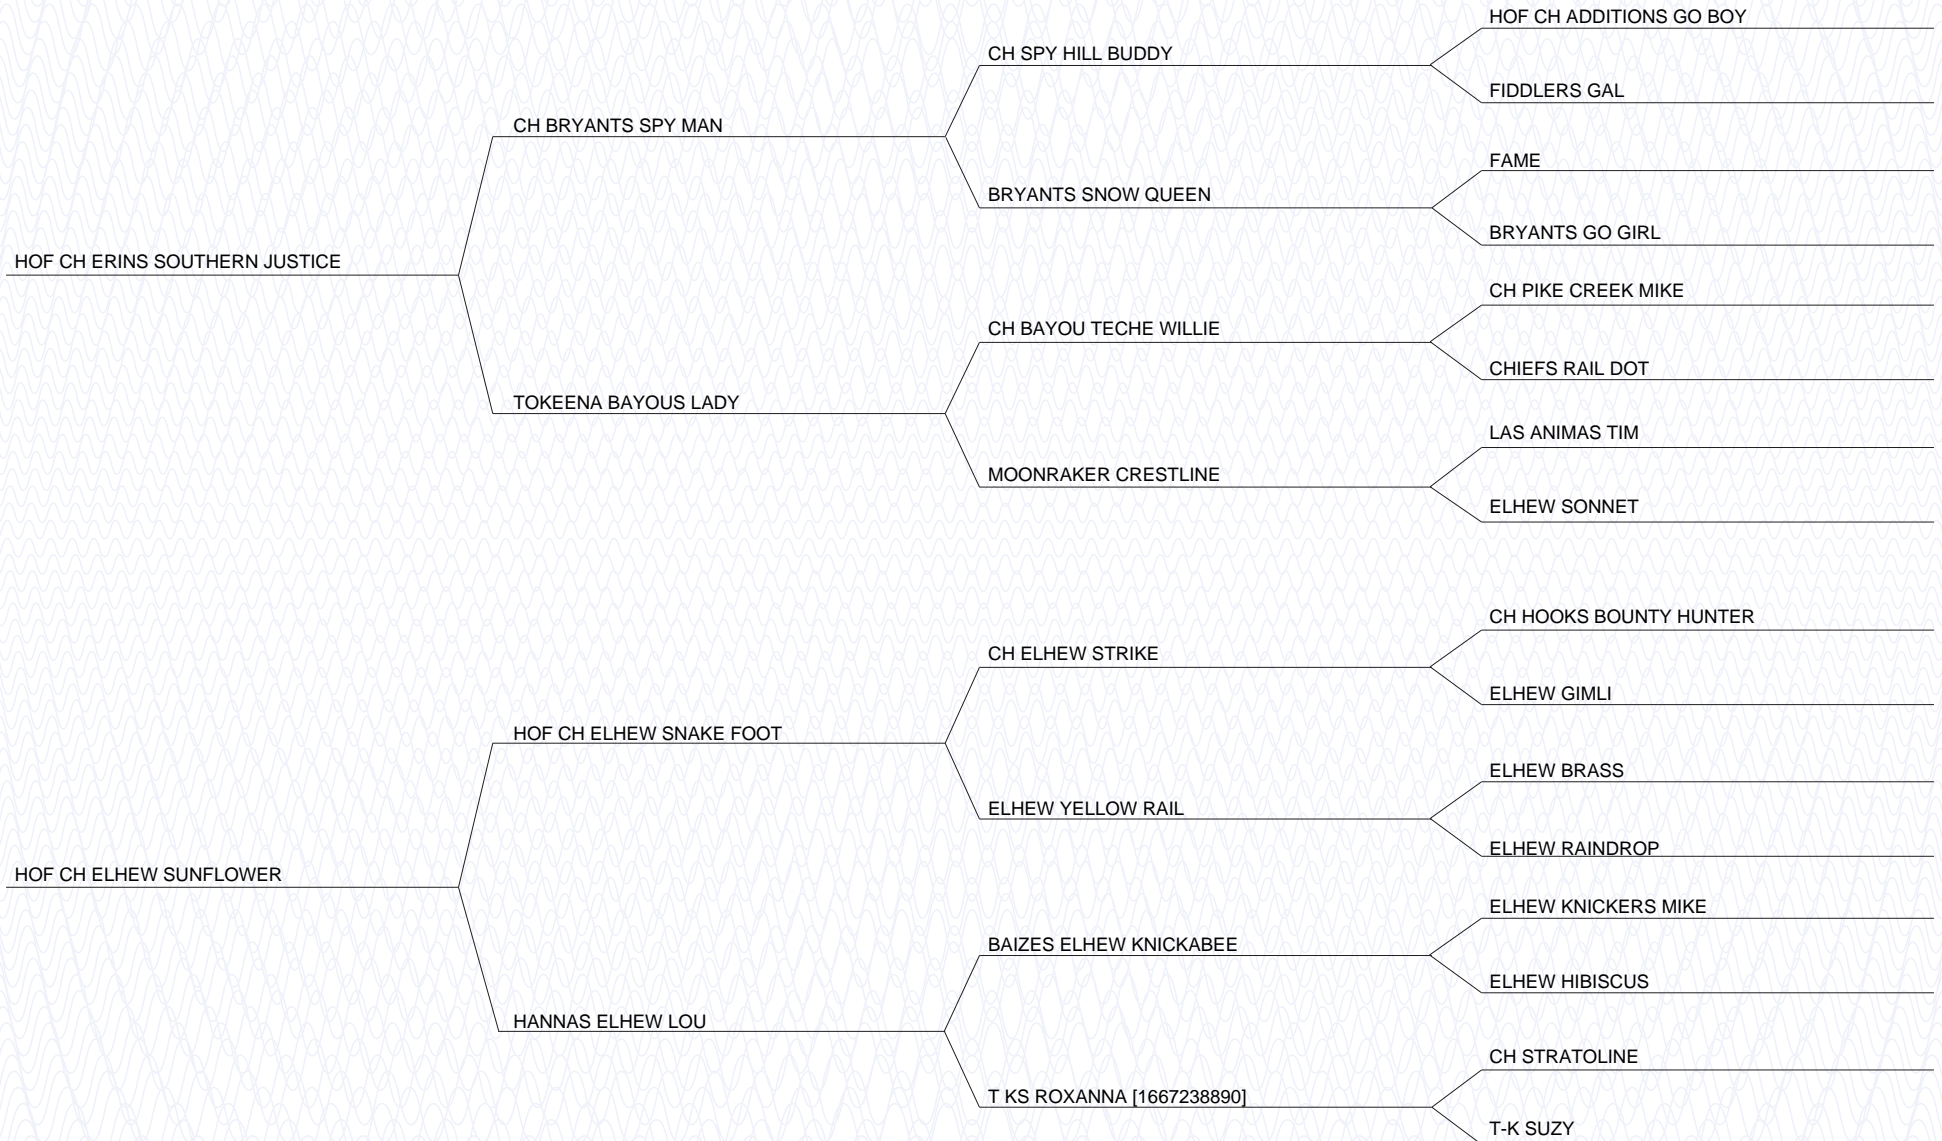 HOF CH ADDITIONS GO BOY
CH SPY HILL BUDDY
FIDDLERS GAL
CH BRYANTS SPY MAN
FAME
BRYANTS SNOW QUEEN
BRYANTS GO GIRL
HOF CH ERINS SOUTHERN JUSTICE
CH PIKE CREEK MIKE
CH BAYOU TECHE WILLIE
CHIEFS RAIL DOT
TOKEENA BAYOUS LADY
LAS ANIMAS TIM
MOONRAKER CRESTLINE
ELHEW SONNET
CH HOOKS BOUNTY HUNTER
CH ELHEW STRIKE
ELHEW GIMLI
HOF CH ELHEW SNAKE FOOT
ELHEW BRASS
ELHEW YELLOW RAIL
ELHEW RAINDROP
HOF CH ELHEW SUNFLOWER
ELHEW KNICKERS MIKE
BAIZES ELHEW KNICKABEE
ELHEW HIBISCUS
HANNAS ELHEW LOU
CH STRATOLINE
T KS ROXANNA [1667238890]
T-K SUZY